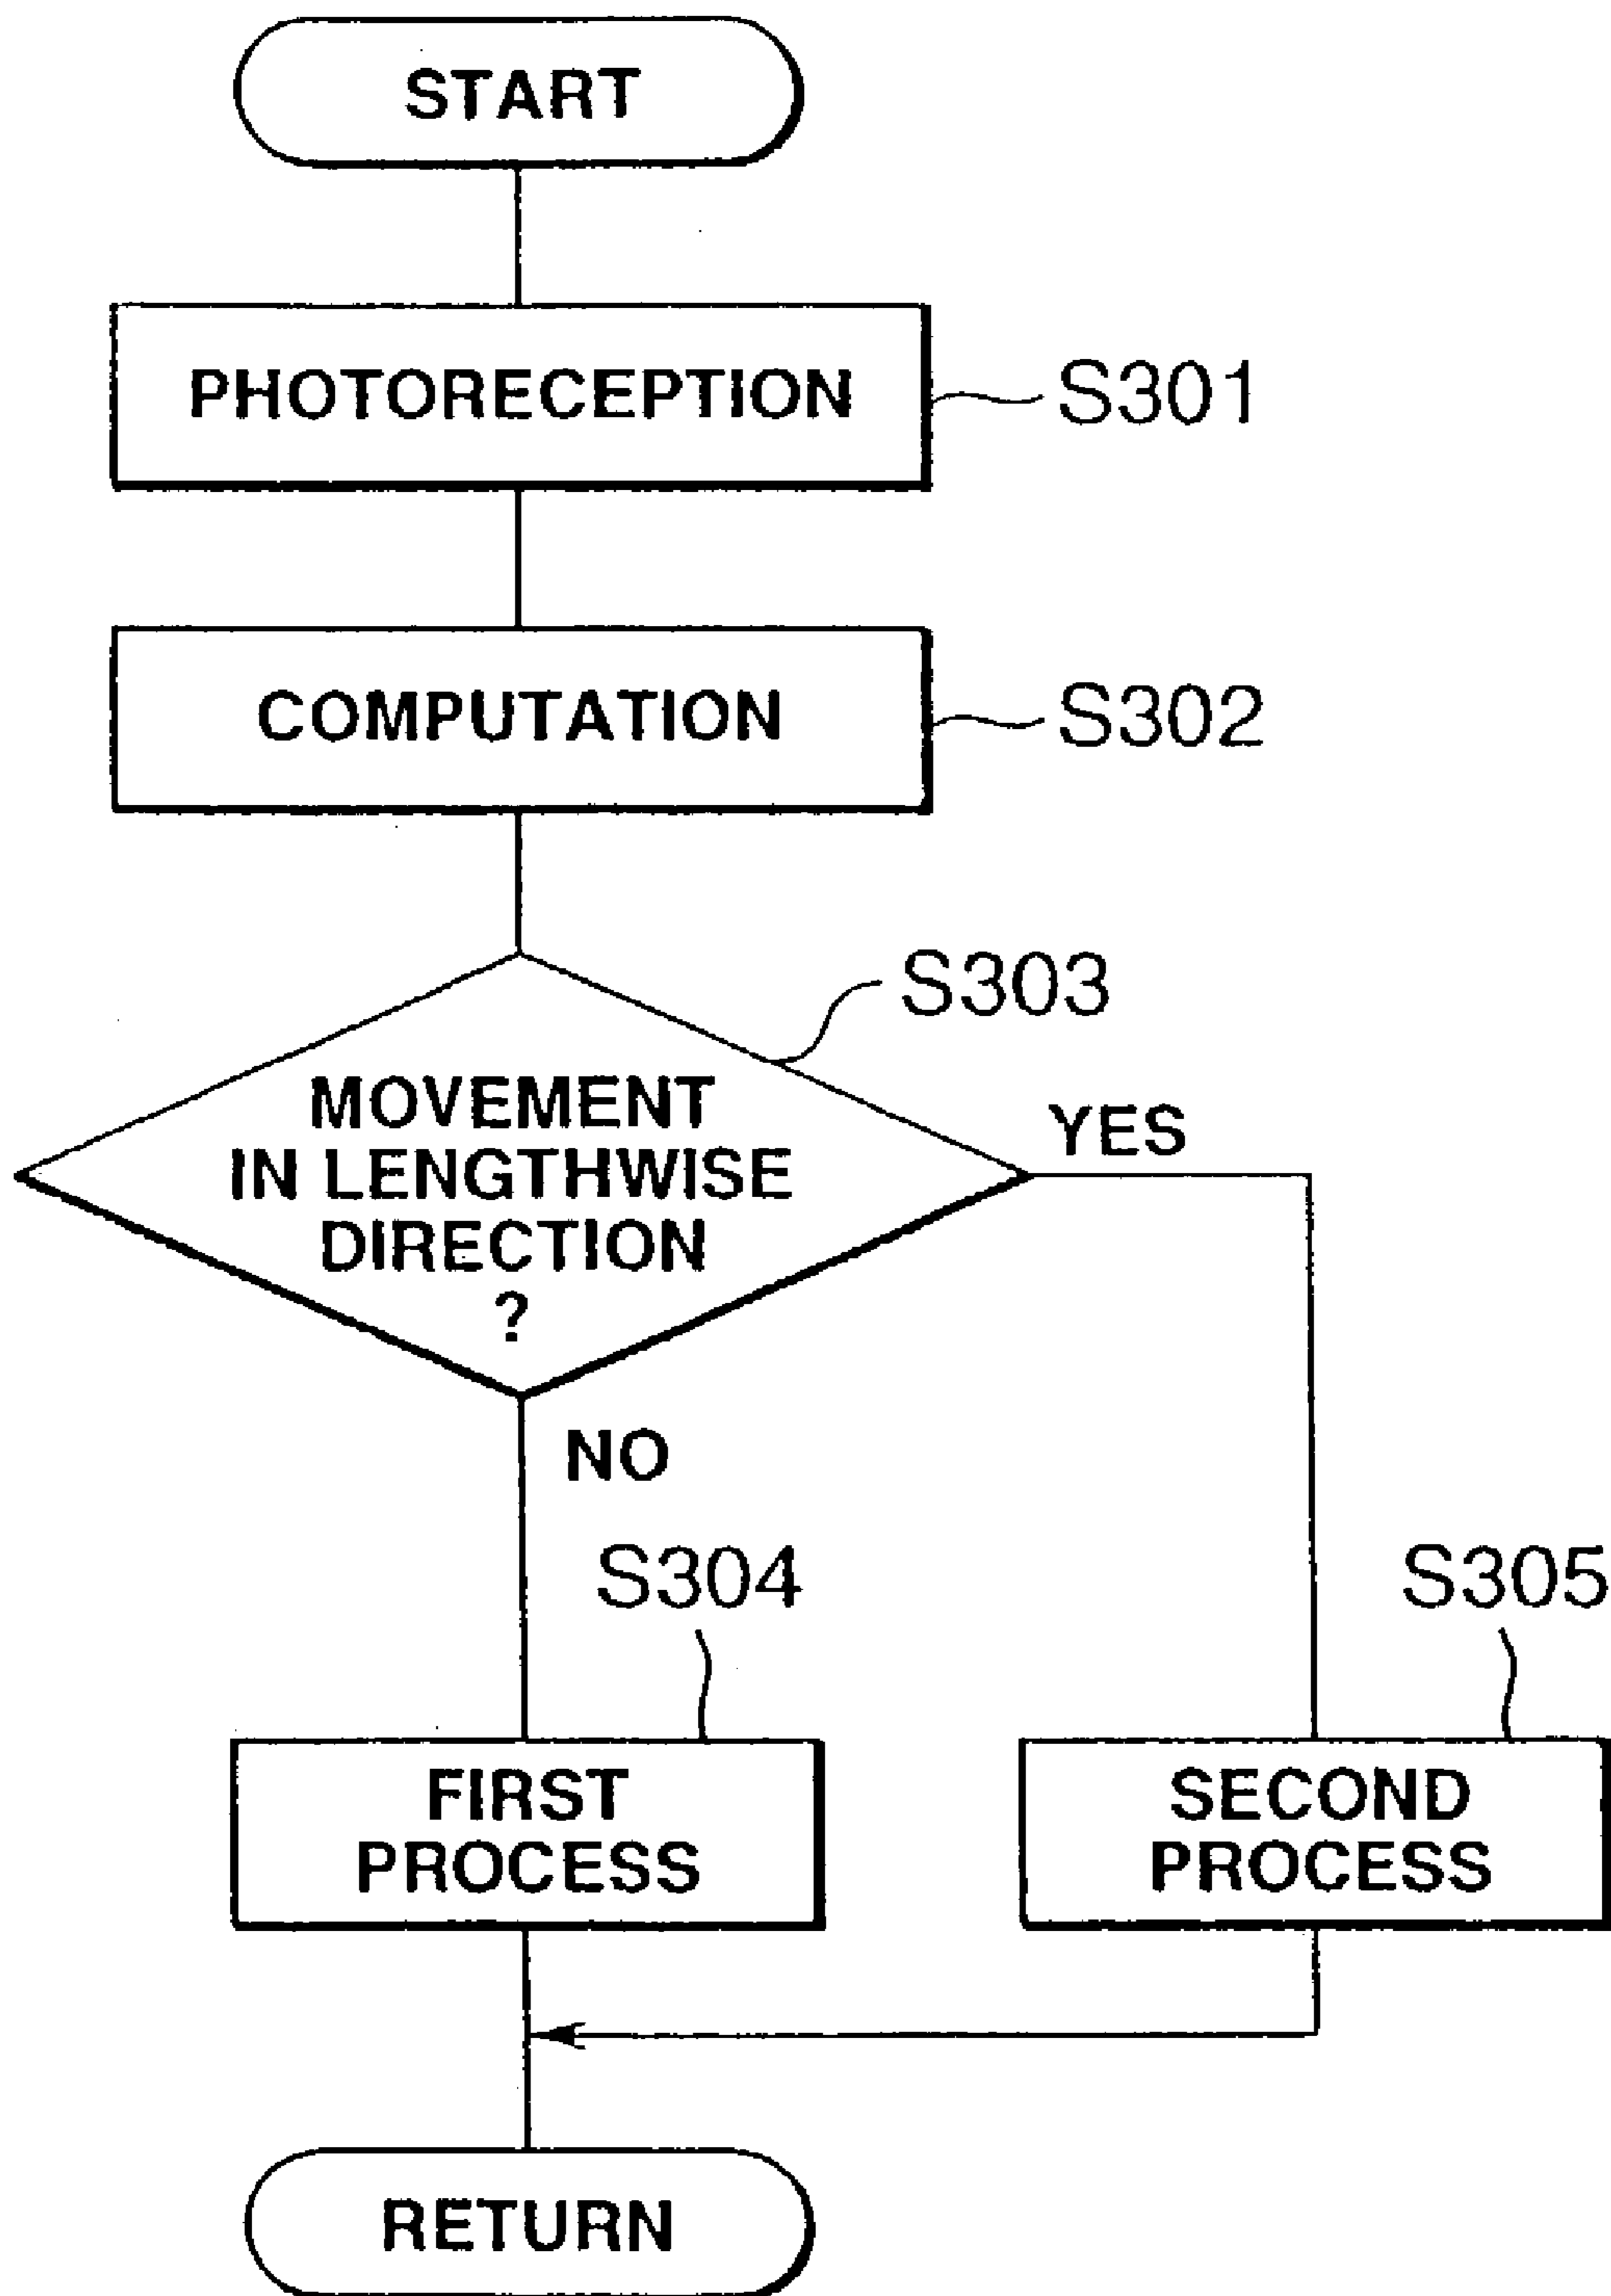 START
PHOTORECEPTION
S301
COMPUTATION
S302
S303
MOVEMENT
IN LENGTHWISE
DIRECTION
?
YES
NO
S304
S305
FIRST
PROCESS
SECOND
PROCESS
RETURN